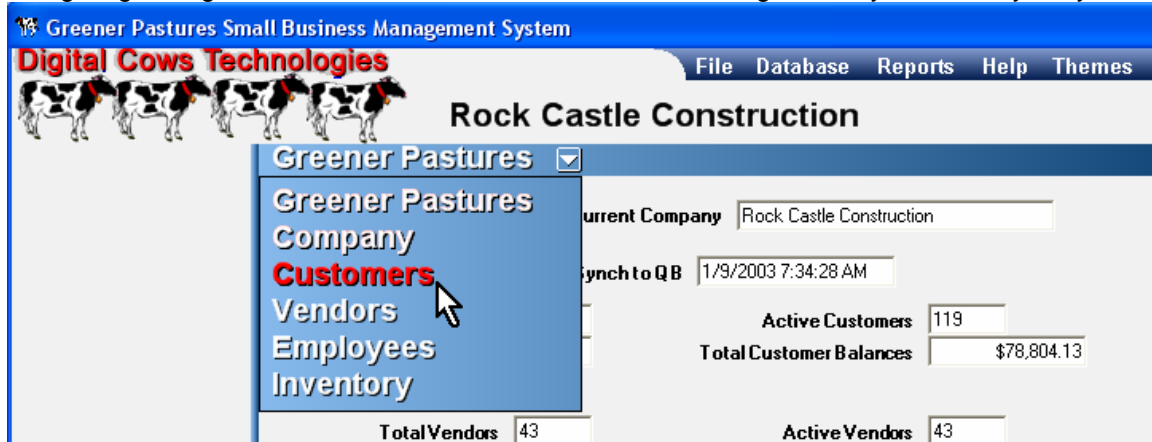 Greener Pastures Small Business Management System
Digital Cows Technologies
File Database Reports Help Themes
Rock Castle Construction
Greener Pastures
Greener Pastures
urrent Company Rock Castle Construction
Company
Customers
Synch to QB 1/9/2003 7:34:28 AM
Vendors
Active Customers 119
Employees
Total Customer Balances $78,804.13
Inventory
Total Vendors 43 Active Vendors 43